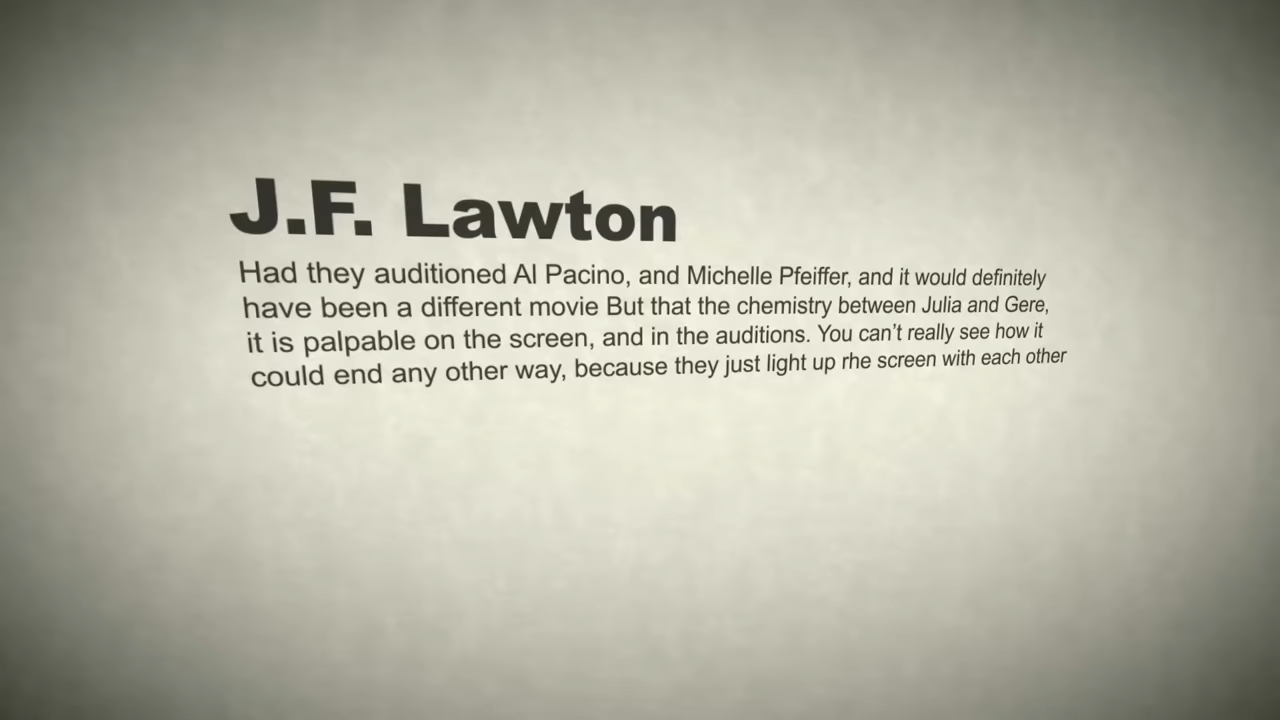 J.F. Lawton
Had they auditioned Al Pacino, and Michelle Pfeiffer, and it would definitely
have been a different movie But that the chemistry between Julia and Gere,
it is palpable on the screen, and in the auditions. You can’t really see how it
could end any other way, because they just light up rhe screen with each other